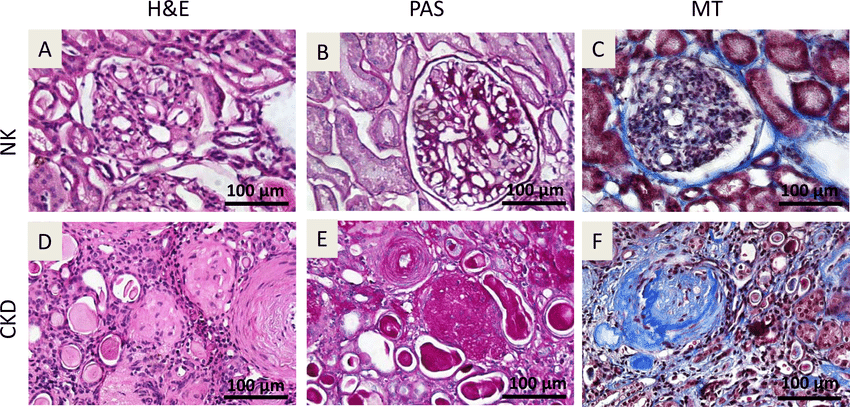 H&E PAS MT
NK
A B C
100 µm 100 µm 100 µm
CKD
D E F
100 µm 100 µm 100 µm